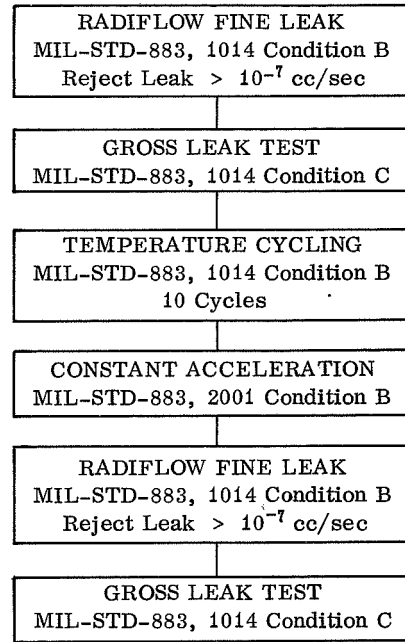 RADIFLOW FINE LEAK
MIL-STD-883, 1014 Condition B
Reject Leak > 10⁻⁷ cc/sec
GROSS LEAK TEST
MIL-STD-883, 1014 Condition C
TEMPERATURE CYCLING
MIL-STD-883, 1014 Condition B
10 Cycles
CONSTANT ACCELERATION
MIL-STD-883, 2001 Condition B
RADIFLOW FINE LEAK
MIL-STD-883, 1014 Condition B
Reject Leak > 10⁻⁷ cc/sec
GROSS LEAK TEST
MIL-STD-883, 1014 Condition C